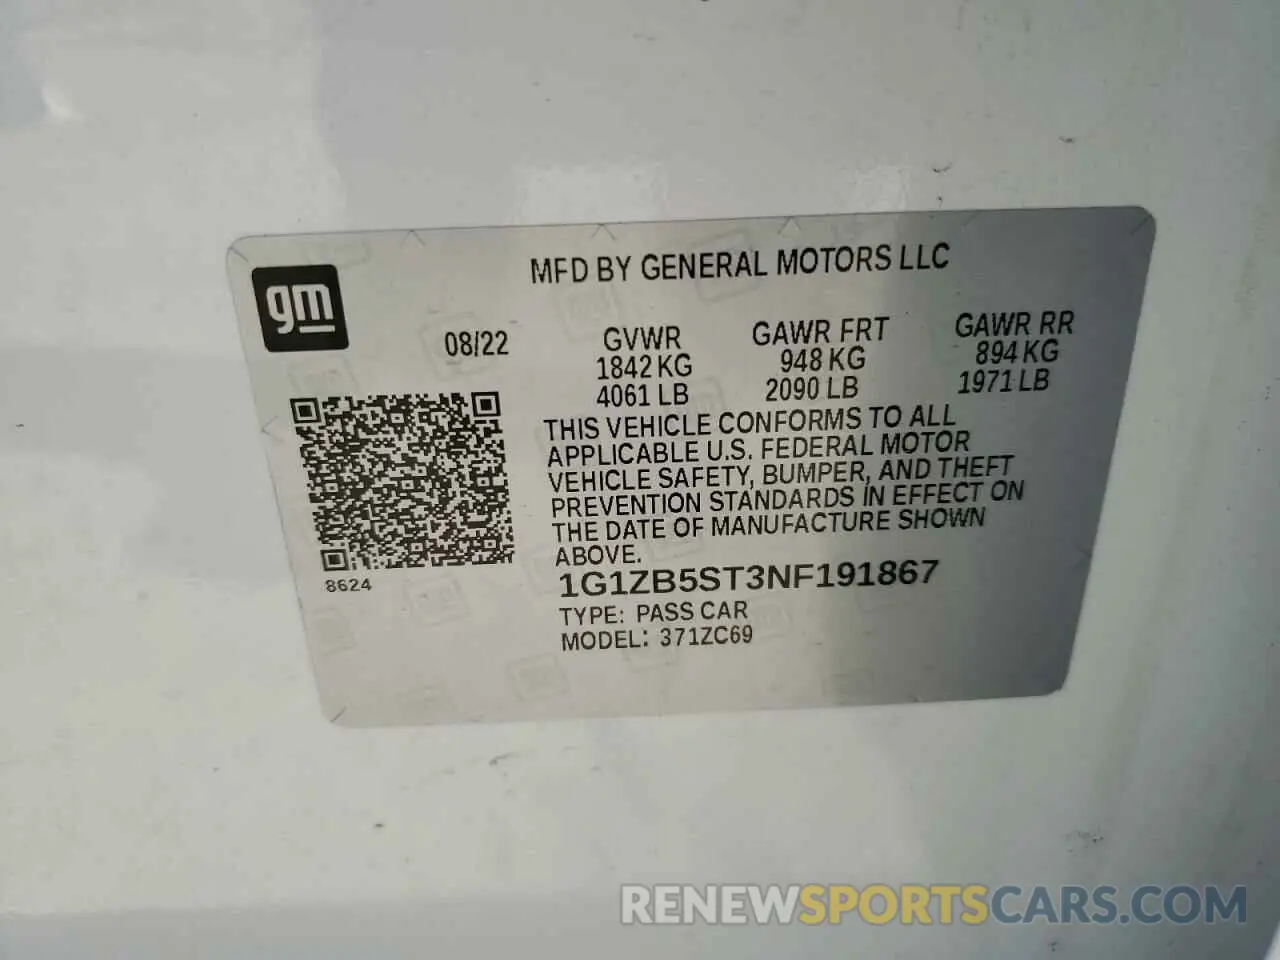 MFD BY GENERAL MOTORS LLC
gm
08/22 GVWR GAWR FRT GAWR RR
1842 KG 948 KG 894 KG
4061 LB 2090 LB 1971 LB
THIS VEHICLE CONFORMS TO ALL
APPLICABLE U.S. FEDERAL MOTOR
VEHICLE SAFETY, BUMPER, AND THEFT
PREVENTION STANDARDS IN EFFECT ON
THE DATE OF MANUFACTURE SHOWN
ABOVE.
8624
1G1ZB5ST3NF191867
TYPE: PASS CAR
MODEL: 371ZC69
RENEWSPORTSCARS.COM